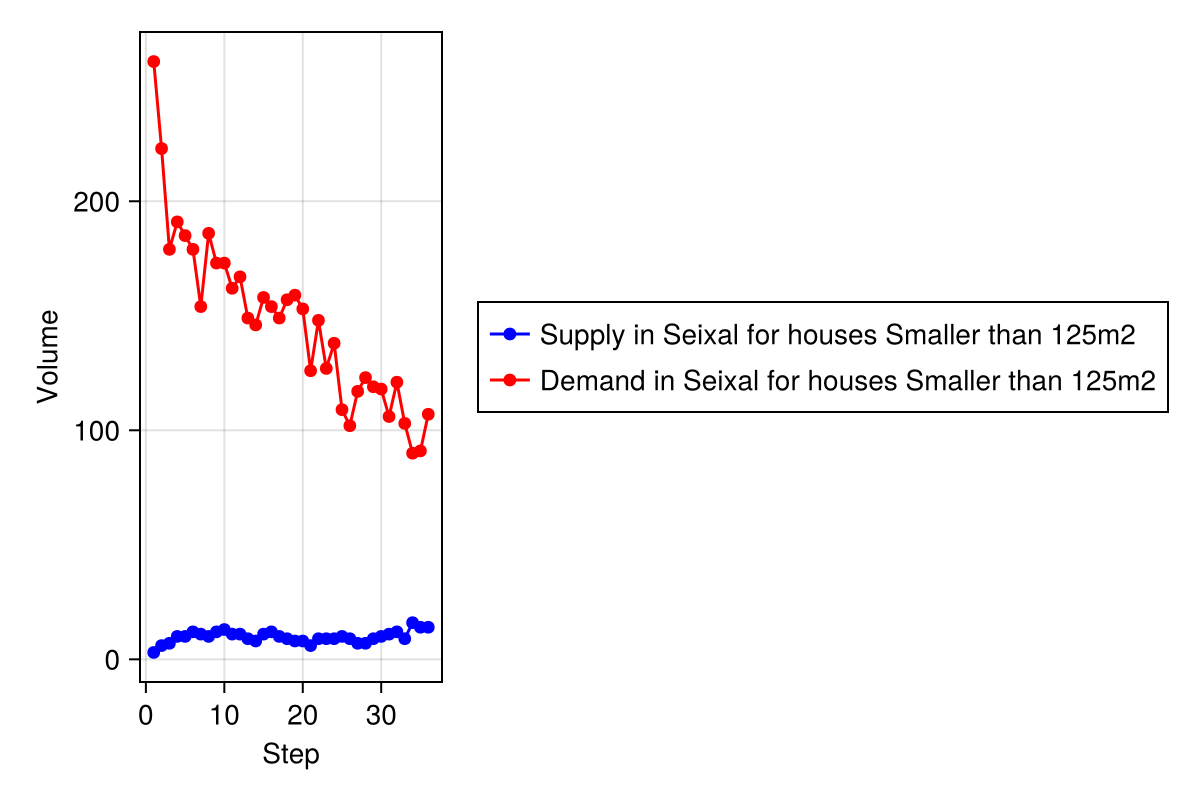 Volume
200
100
0
0 10 20 30
Step
Supply in Seixal for houses Smaller than 125m2
Demand in Seixal for houses Smaller than 125m2